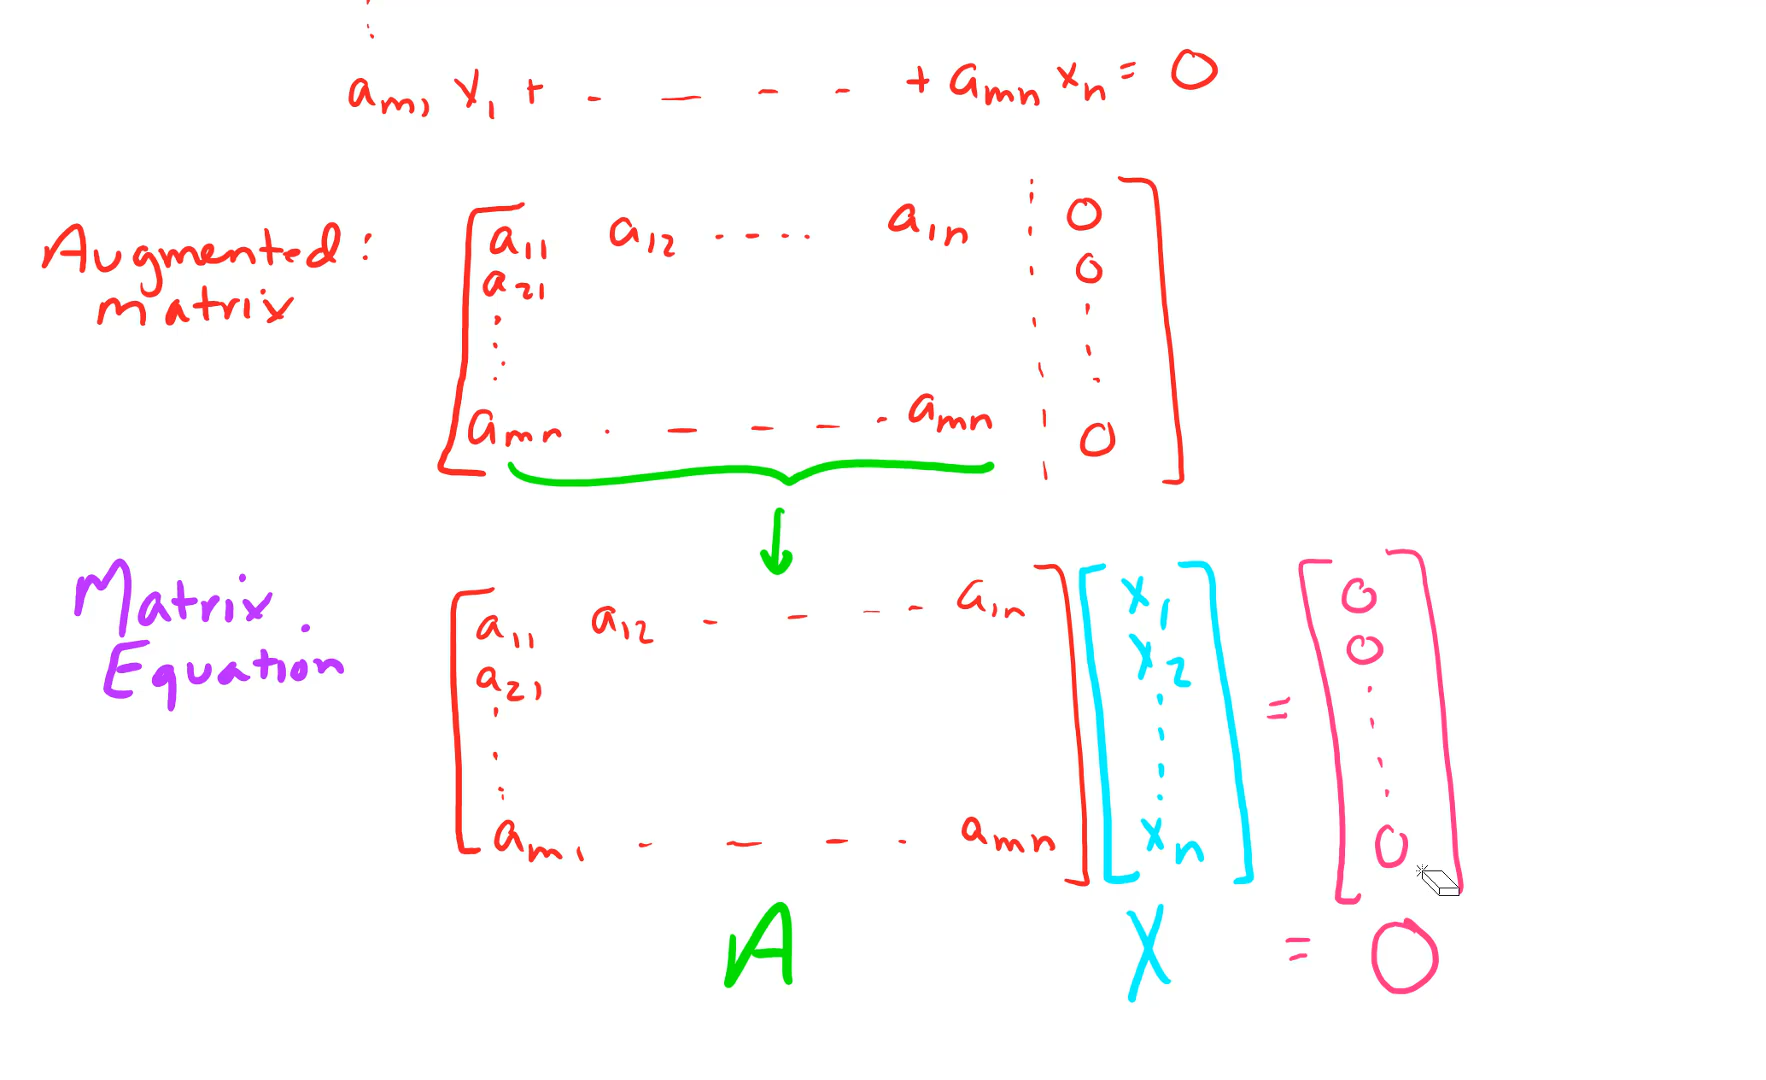 ⋮
aₘ₁ x₁ + . — - - + aₘₙ xₙ = 0
Augmented matrix : [ a₁₁ a₁₂ .... a₁ₙ ⋮ 0 ]
a₂₁ ⋮ 0
⋮ ⋮ ⋮
aₘₙ . — — — . aₘₙ ⋮ 0
Matrix Equation . [ a₁₁ a₁₂ - - - - a₁ₙ ] [ x₁ ] = [ 0 ]
a₂₁ x₂ 0
⋮ ⋮ ⋮
aₘ₁ - — - . aₘₙ xₙ 0
A X = 0